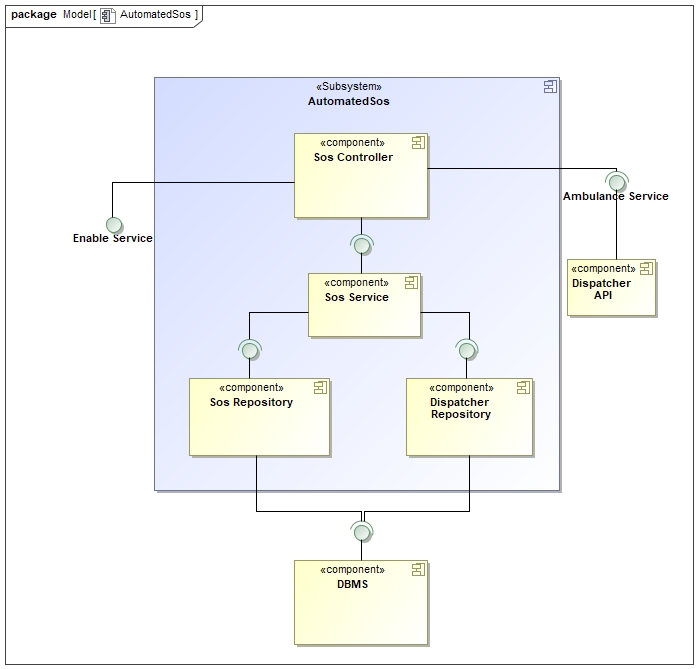 package Model[ AutomatedSos ]
«Subsystem»
AutomatedSos
«component»
Sos Controller
Ambulance Service
Enable Service
«component»
Dispatcher
API
«component»
Sos Service
«component»
Sos Repository
«component»
Dispatcher
Repository
«component»
DBMS